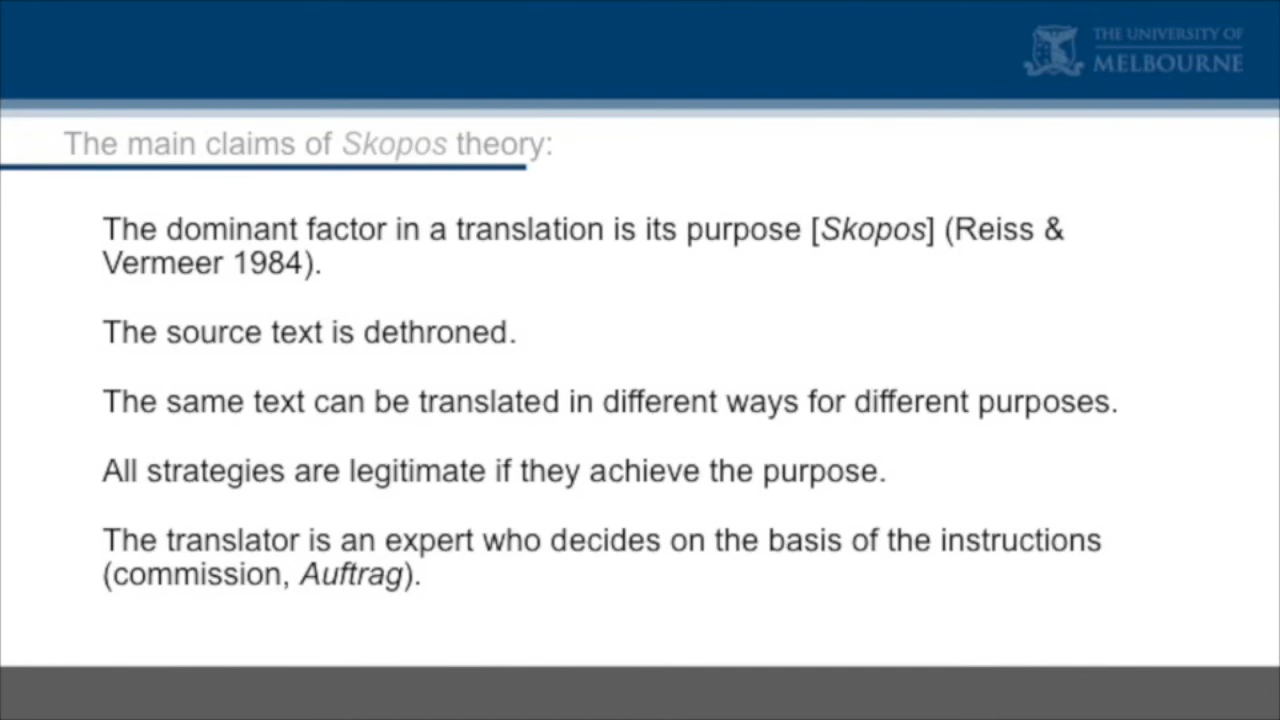 THE UNIVERSITY OF
MELBOURNE
The main claims of Skopos theory:
The dominant factor in a translation is its purpose [Skopos] (Reiss &
Vermeer 1984).
The source text is dethroned.
The same text can be translated in different ways for different purposes.
All strategies are legitimate if they achieve the purpose.
The translator is an expert who decides on the basis of the instructions
(commission, Auftrag).